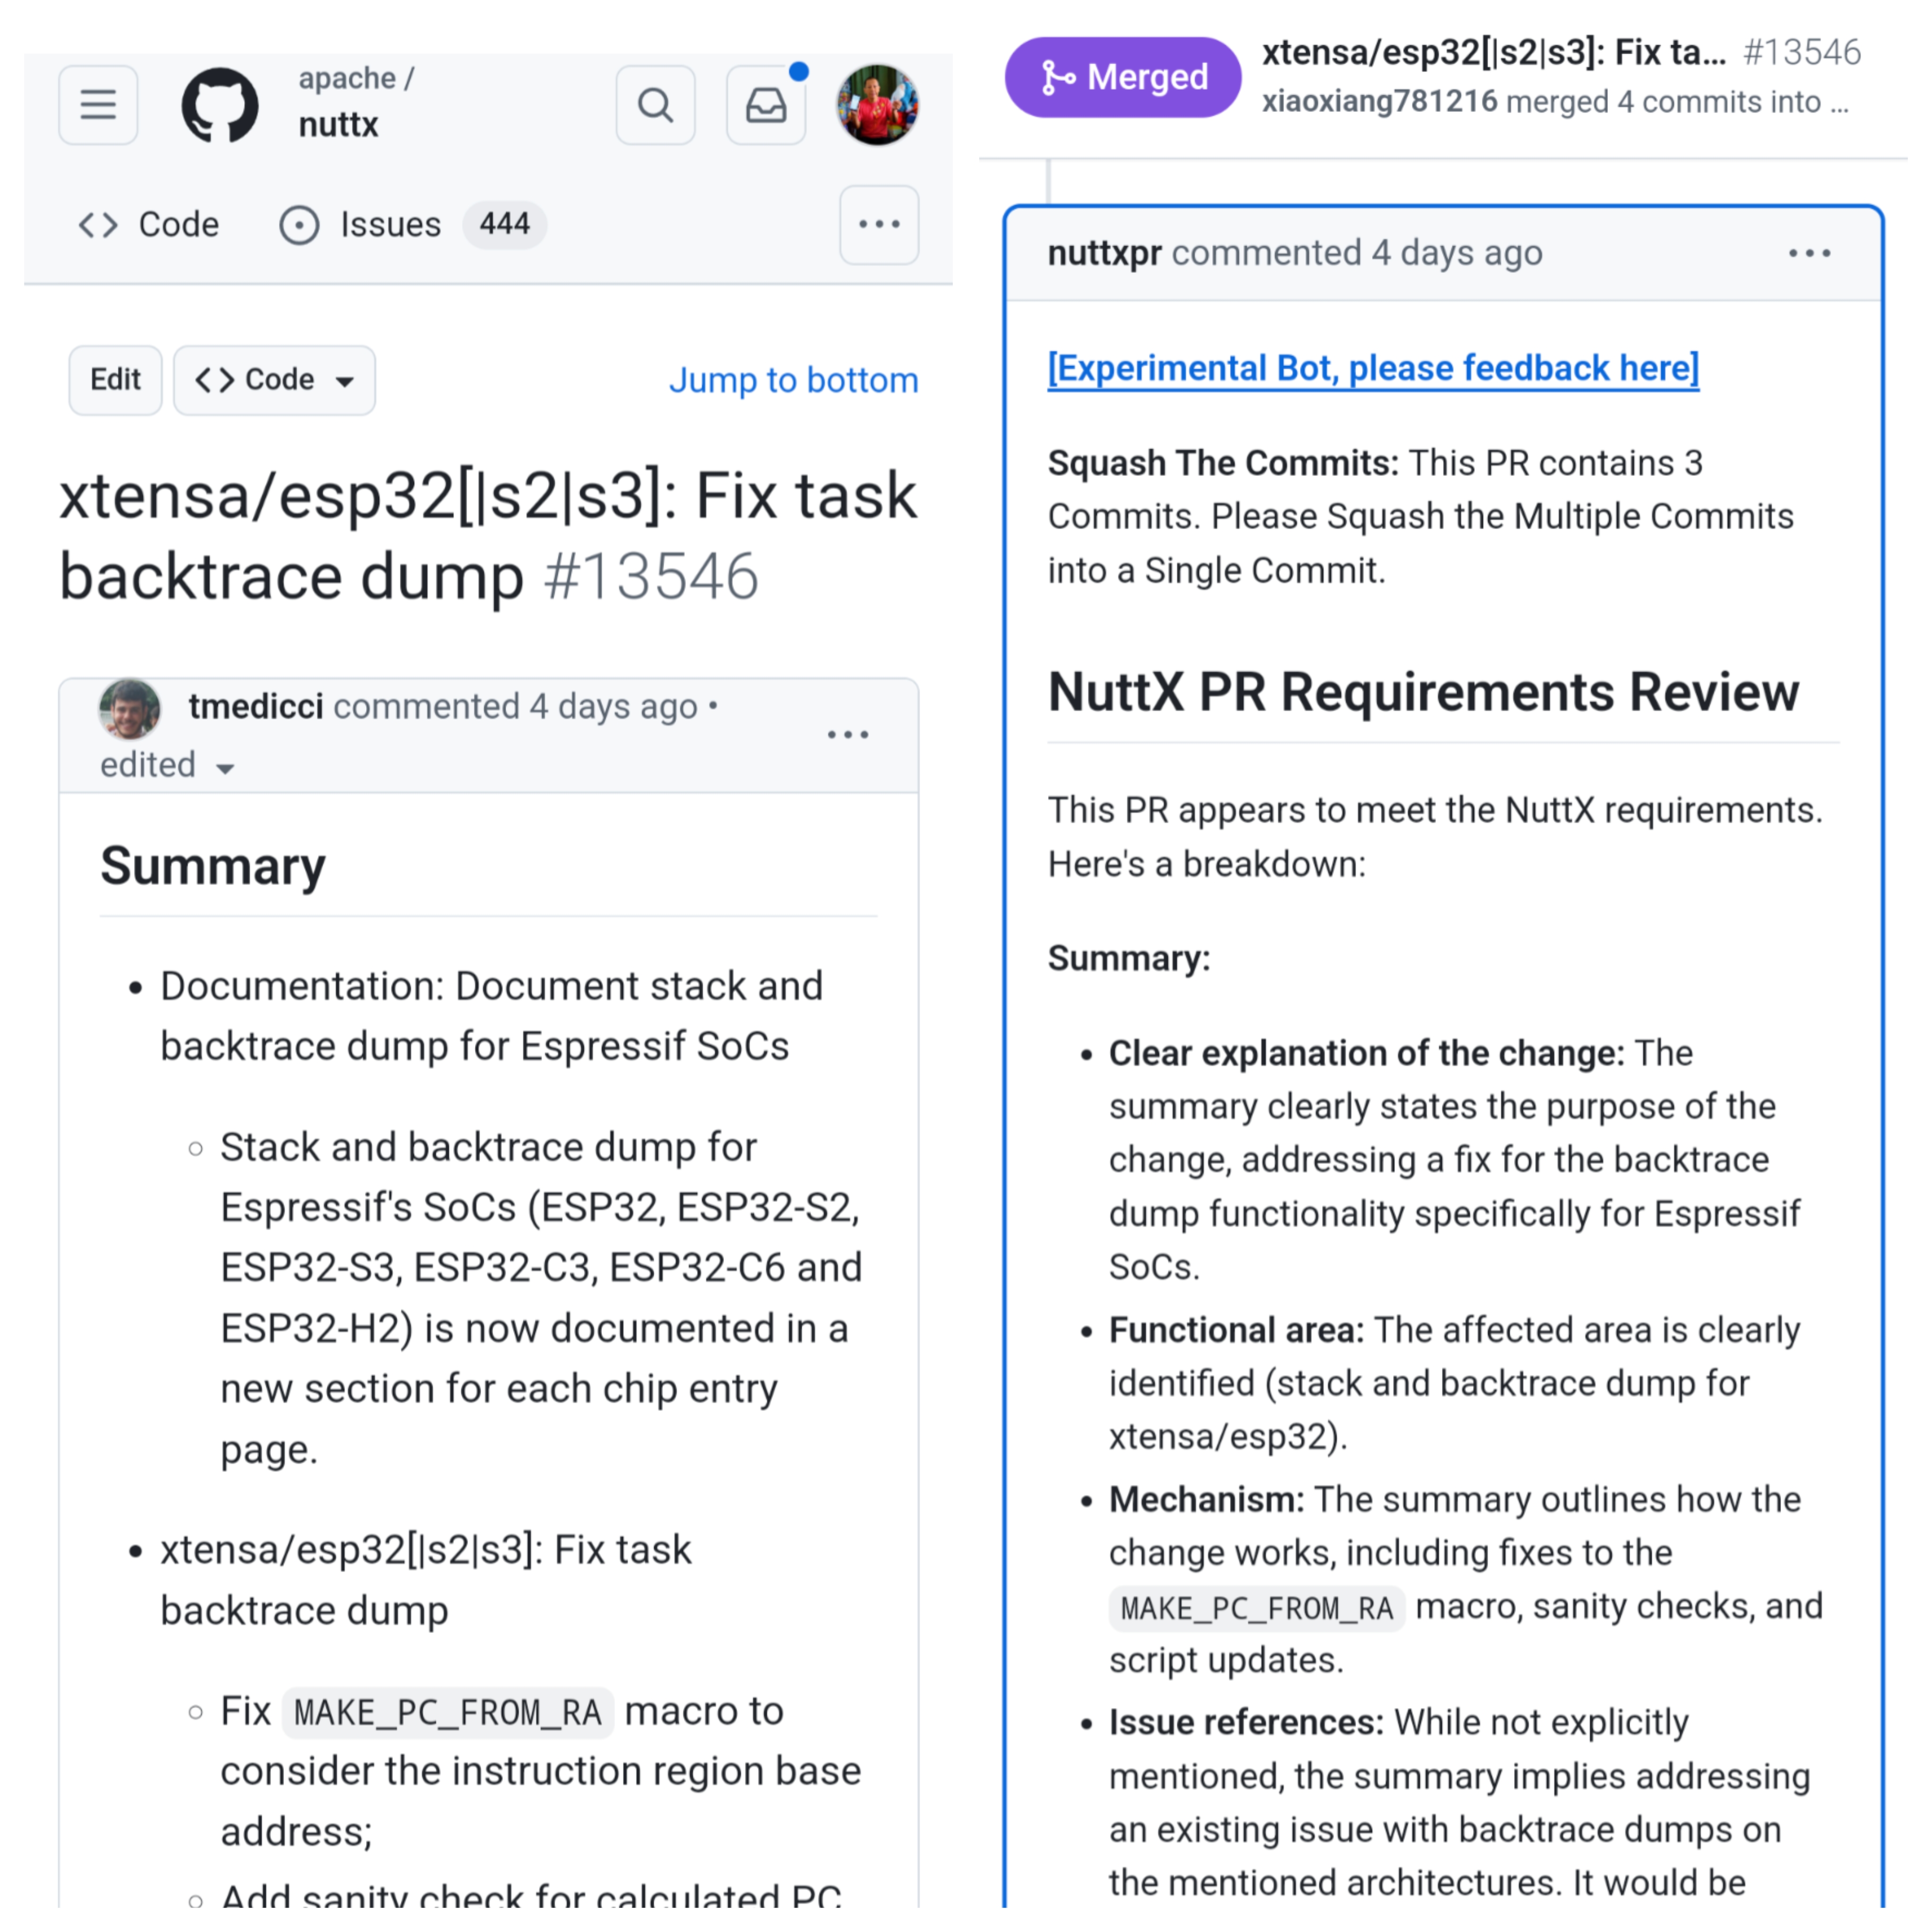 apache /
nuttx
Code
Issues 444
Edit
Code
Jump to bottom
xtensa/esp32[|s2|s3]: Fix task
backtrace dump #13546
tmedicci commented 4 days ago •
edited
Summary
• Documentation: Document stack and
backtrace dump for Espressif SoCs
◦ Stack and backtrace dump for
Espressif's SoCs (ESP32, ESP32-S2,
ESP32-S3, ESP32-C3, ESP32-C6 and
ESP32-H2) is now documented in a
new section for each chip entry
page.
• xtensa/esp32[|s2|s3]: Fix task
backtrace dump
◦ Fix MAKE_PC_FROM_RA macro to
consider the instruction region base
address;
◦ Add sanity check for calculated PC
Merged
xtensa/esp32[|s2|s3]: Fix ta... #13546
xiaoxiang781216 merged 4 commits into ...
nuttxpr commented 4 days ago
[Experimental Bot, please feedback here]
Squash The Commits: This PR contains 3
Commits. Please Squash the Multiple Commits
into a Single Commit.
NuttX PR Requirements Review
This PR appears to meet the NuttX requirements.
Here's a breakdown:
Summary:
• Clear explanation of the change: The
summary clearly states the purpose of the
change, addressing a fix for the backtrace
dump functionality specifically for Espressif
SoCs.
• Functional area: The affected area is clearly
identified (stack and backtrace dump for
xtensa/esp32).
• Mechanism: The summary outlines how the
change works, including fixes to the
MAKE_PC_FROM_RA macro, sanity checks, and
script updates.
• Issue references: While not explicitly
mentioned, the summary implies addressing
an existing issue with backtrace dumps on
the mentioned architectures. It would be